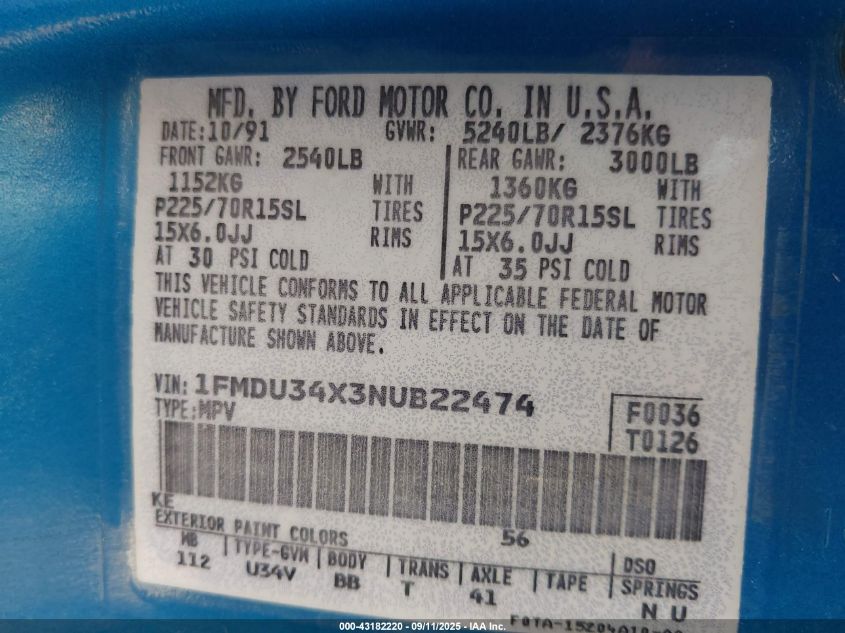 MFD. BY FORD MOTOR CO. IN U.S.A.
DATE: 10/91 GVWR: 5240LB/ 2376KG
FRONT GAWR: 2540LB REAR GAWR: 3000LB
1152KG WITH 1360KG WITH
P225/70R15SL TIRES P225/70R15SL TIRES
15X6.0JJ RIMS 15X6.0JJ RIMS
AT 30 PSI COLD AT 35 PSI COLD
THIS VEHICLE CONFORMS TO ALL APPLICABLE FEDERAL MOTOR
VEHICLE SAFETY STANDARDS IN EFFECT ON THE DATE OF
MANUFACTURE SHOWN ABOVE.
VIN: 1FMDU34X3NUB22474
TYPE: MPV F0036
T0126
KE
EXTERIOR PAINT COLORS 56
WB TYPE-GVW BODY TRANS AXLE TAPE DSO
SPRINGS
112 U34V BB T 41 N U
000-43182220 - 09/11/2025 - IAAI.COM